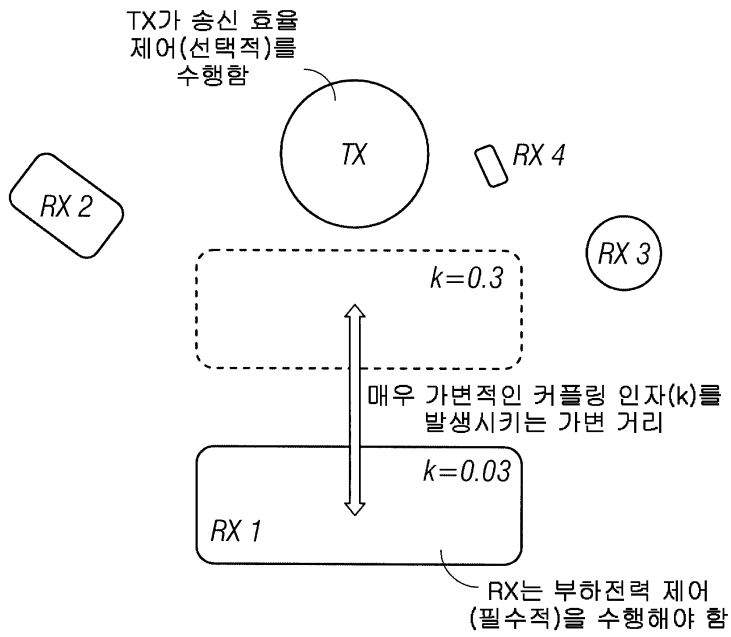 TX가 송신 효율
제어(선택적)를
수행함
TX
RX 4
RX 2
RX 3
k=0.3
매우 가변적인 커플링 인자(k)를
발생시키는 가변 거리
k=0.03
RX 1
RX는 부하전력 제어
(필수적)을 수행해야 함